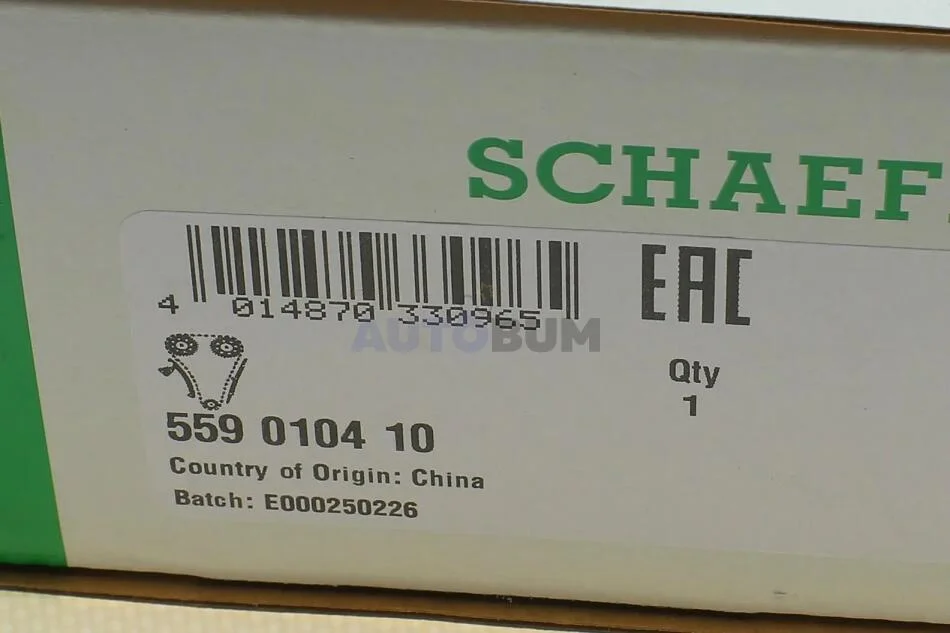 SCHAEF
EAC
4 014870 330965
AUTOBUM
Qty
1
559 0104 10
Country of Origin: China
Batch: E000250226